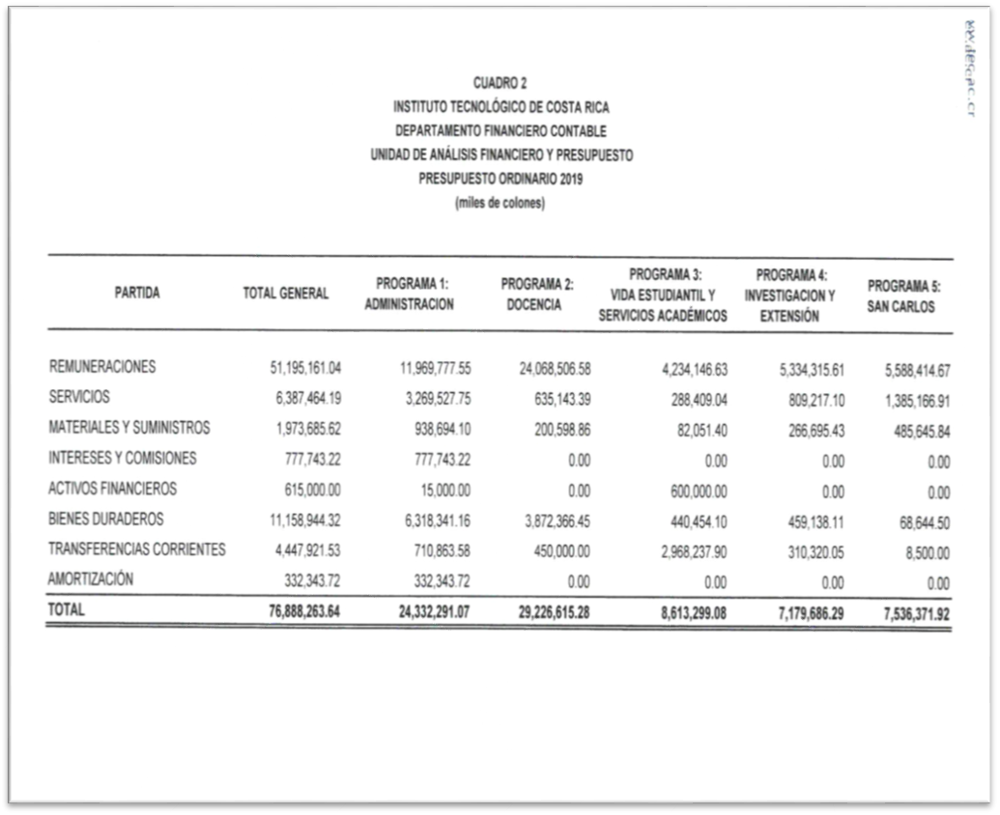 CUADRO 2
INSTITUTO TECNOLÓGICO DE COSTA RICA
DEPARTAMENTO FINANCIERO CONTABLE
UNIDAD DE ANÁLISIS FINANCIERO Y PRESUPUESTO
PRESUPUESTO ORDINARIO 2019
(miles de colones)
PARTIDA TOTAL GENERAL PROGRAMA 1: ADMINISTRACION PROGRAMA 2: DOCENCIA PROGRAMA 3: VIDA ESTUDIANTIL Y SERVICIOS ACADÉMICOS PROGRAMA 4: INVESTIGACION Y EXTENSIÓN PROGRAMA 5: SAN CARLOS
REMUNERACIONES 51,195,161.04 11,969,777.55 24,068,506.58 4,234,146.63 5,334,315.61 5,588,414.67
SERVICIOS 6,387,464.19 3,269,527.75 635,143.39 288,409.04 809,217.10 1,385,166.91
MATERIALES Y SUMINISTROS 1,973,685.62 938,694.10 200,598.86 82,051.40 266,695.43 485,645.84
INTERESES Y COMISIONES 777,743.22 777,743.22 0.00 0.00 0.00 0.00
ACTIVOS FINANCIEROS 615,000.00 15,000.00 0.00 600,000.00 0.00 0.00
BIENES DURADEROS 11,158,944.32 6,318,341.16 3,872,366.45 440,454.10 459,138.11 68,644.50
TRANSFERENCIAS CORRIENTES 4,447,921.53 710,863.58 450,000.00 2,968,237.90 310,320.05 8,500.00
AMORTIZACIÓN 332,343.72 332,343.72 0.00 0.00 0.00 0.00
TOTAL 76,888,263.64 24,332,291.07 29,226,615.28 8,613,299.08 7,179,686.29 7,536,371.92